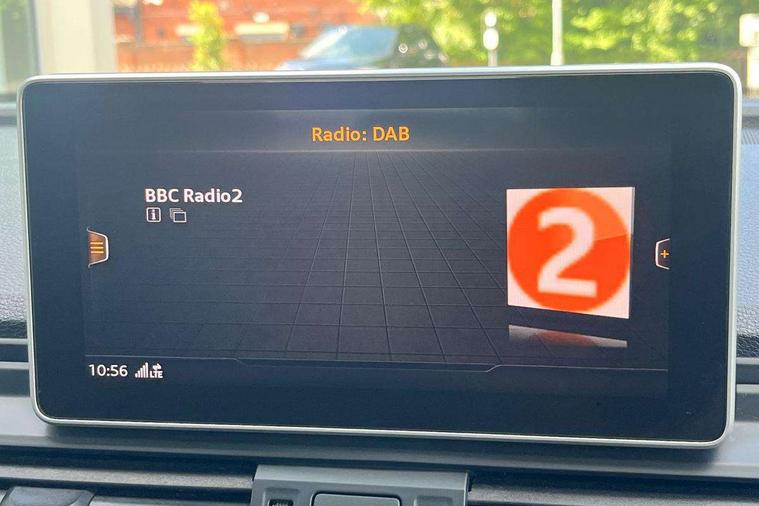 Radio: DAB
BBC Radio2
2
10:56 LTE